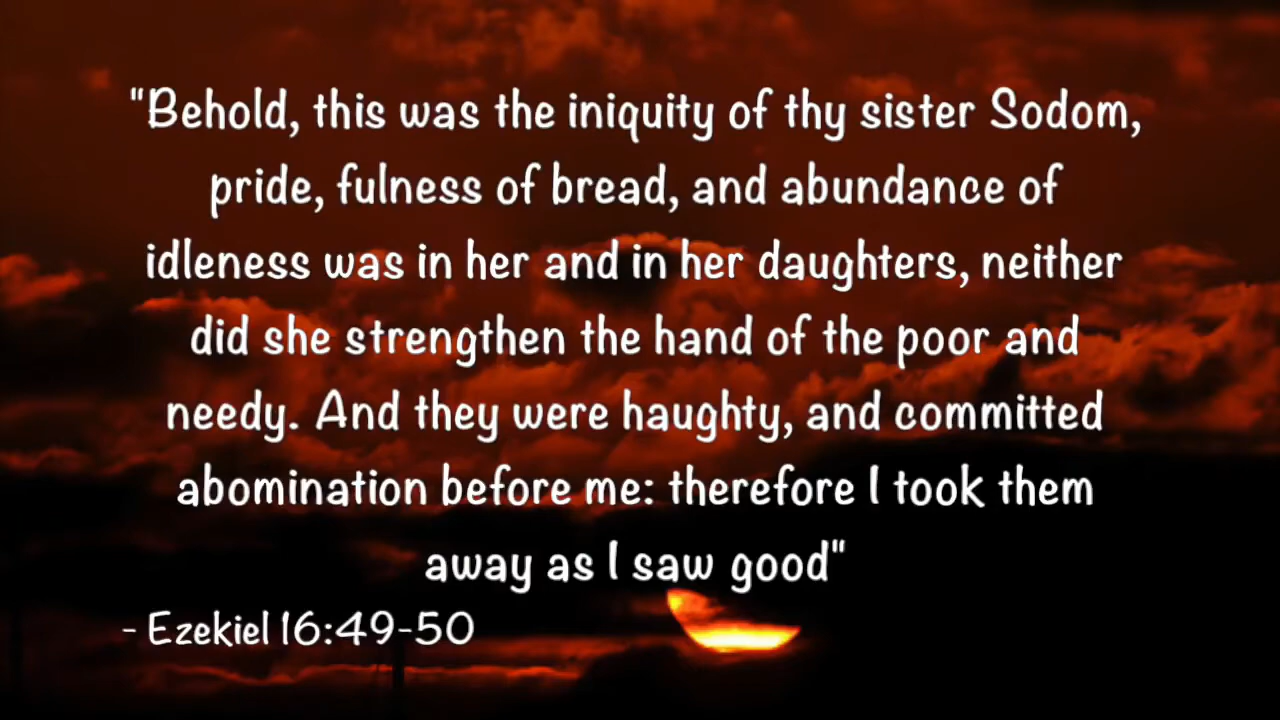 "Behold, this was the iniquity of thy sister Sodom,
pride, fulness of bread, and abundance of
idleness was in her and in her daughters, neither
did she strengthen the hand of the poor and
needy. And they were haughty, and committed
abomination before me: therefore I took them
away as I saw good"
- Ezekiel 16:49-50